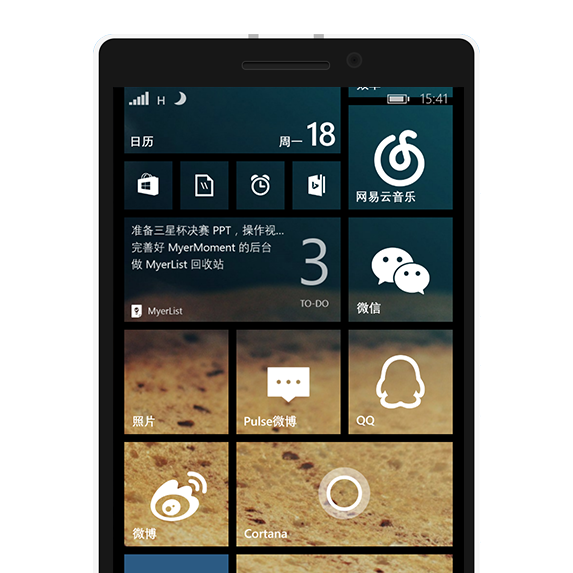 H
15:41
日历
周一 18
网易云音乐
准备三星杯决赛 PPT，操作视...
完善好 MyerMoment 的后台
做 MyerList 回收站
3
TO-DO
MyerList
微信
照片
Pulse微博
QQ
微博
Cortana